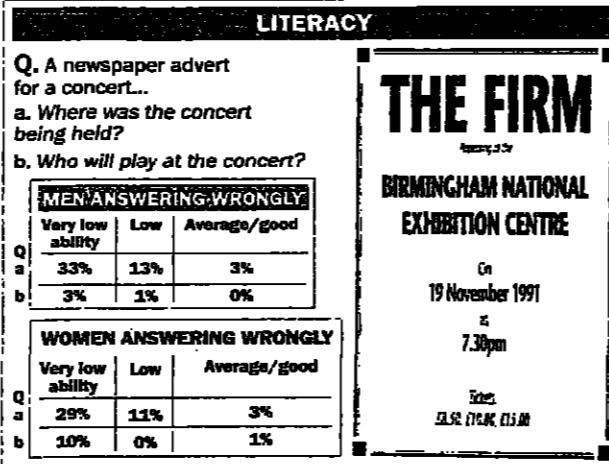 LITERACY
Q. A newspaper advert
for a concert...
a. Where was the concert
being held?
b. Who will play at the concert?
MEN ANSWERING WRONGLY
Very low ability Low Average/good
Q
a 33% 13% 3%
b 3% 1% 0%
WOMEN ANSWERING WRONGLY
Very low ability Low Average/good
Q
a 29% 11% 3%
b 10% 0% 1%
THE FIRM
BIRMINGHAM NATIONAL
EXHIBITION CENTRE
On
19 November 1991
at
7.30pm
Tickets